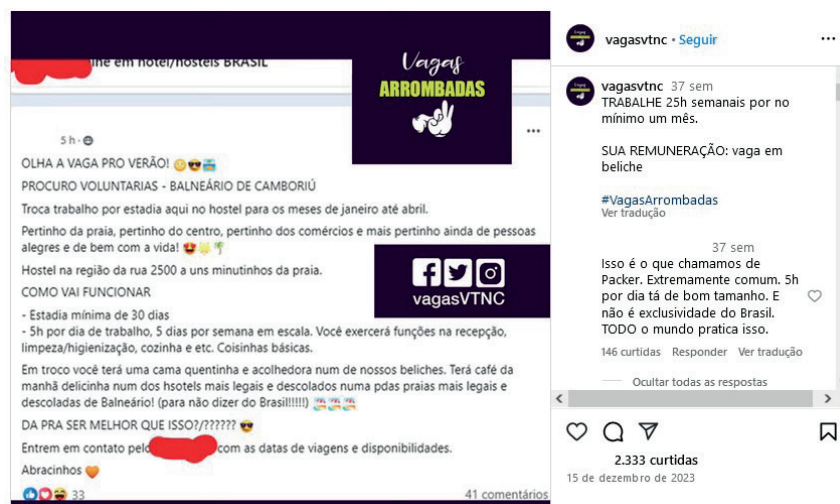 lhe em hotel/hostels BRASIL
Vagas
ARROMBADAS
5 h ·
OLHA A VAGA PRO VERÃO!
PROCURO VOLUNTARIAS - BALNEÁRIO DE CAMBORIÚ
Troca trabalho por estadia aqui no hostel para os meses de janeiro até abril.
Pertinho da praia, pertinho do centro, pertinho dos comércios e mais pertinho ainda de pessoas
alegres e de bem com a vida! 😍🌟🌴
Hostel na região da rua 2500 a uns minutinhos da praia.
COMO VAI FUNCIONAR
- Estadia mínima de 30 dias
- 5h por dia de trabalho, 5 dias por semana em escala. Você exercerá funções na recepção,
limpeza/higienização, cozinha e etc. Coisinhas básicas.
Em troco você terá uma cama quentinha e acolhedora num de nossos beliches. Terá café da
manhã delicinha num dos hsotels mais legais e descolados numa pdas praias mais legais e
descoladas de Balneário! (para não dizer do Brasil!!!!!)
DA PRA SER MELHOR QUE ISSO?/?????? 😎
Entrem em contato pelo com as datas de viagens e disponibilidades.
Abracinhos 🧡
33
41 comentários
vagasVTNC
vagasvtnc • Seguir
vagasvtnc 37 sem
TRABALHE 25h semanais por no
mínimo um mês.
SUA REMUNERAÇÃO: vaga em
beliche
#VagasArrombadas
Ver tradução
37 sem
Isso é o que chamamos de
Packer. Extremamente comum. 5h
por dia tá de bom tamanho. E
não é exclusividade do Brasil.
TODO o mundo pratica isso.
146 curtidas Responder Ver tradução
Ocultar todas as respostas
2.333 curtidas
15 de dezembro de 2023